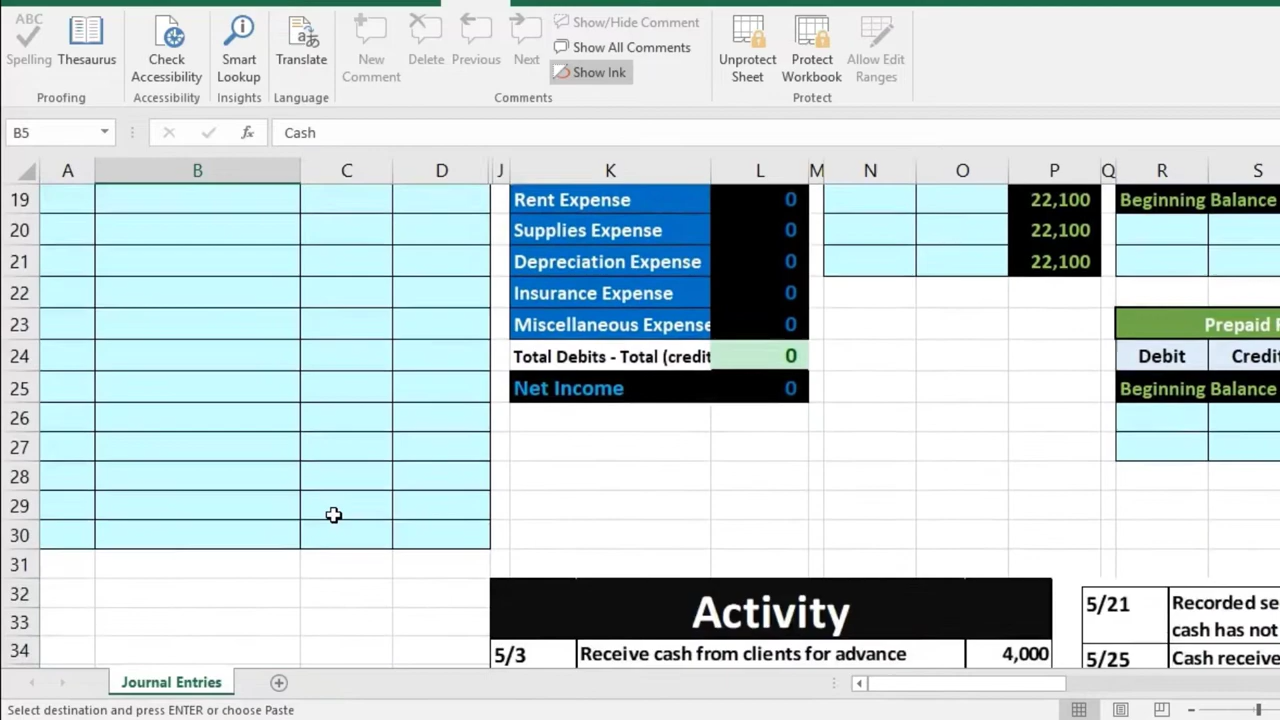 ABC
Spelling Thesaurus
Proofing
Check Accessibility
Accessibility
Smart Lookup
Insights
Translate
Language
New Comment
Delete
Previous
Next
Show/Hide Comment
Show All Comments
Show Ink
Comments
Unprotect Sheet
Protect Workbook
Allow Edit Ranges
Protect
B5 fx Cash
A B C D J K L M N O P Q R S
19 Rent Expense 0 22,100 Beginning Balance
20 Supplies Expense 0 22,100
21 Depreciation Expense 0 22,100
22 Insurance Expense 0
23 Miscellaneous Expense 0 Prepaid
24 Total Debits - Total (credit 0 Debit Credit
25 Net Income 0 Beginning Balance
26
27
28
29
30
31
32 Activity 5/21 Recorded se
33 cash has not
34 5/3 Receive cash from clients for advance 4,000 5/25 Cash receive
Journal Entries
Select destination and press ENTER or choose Paste